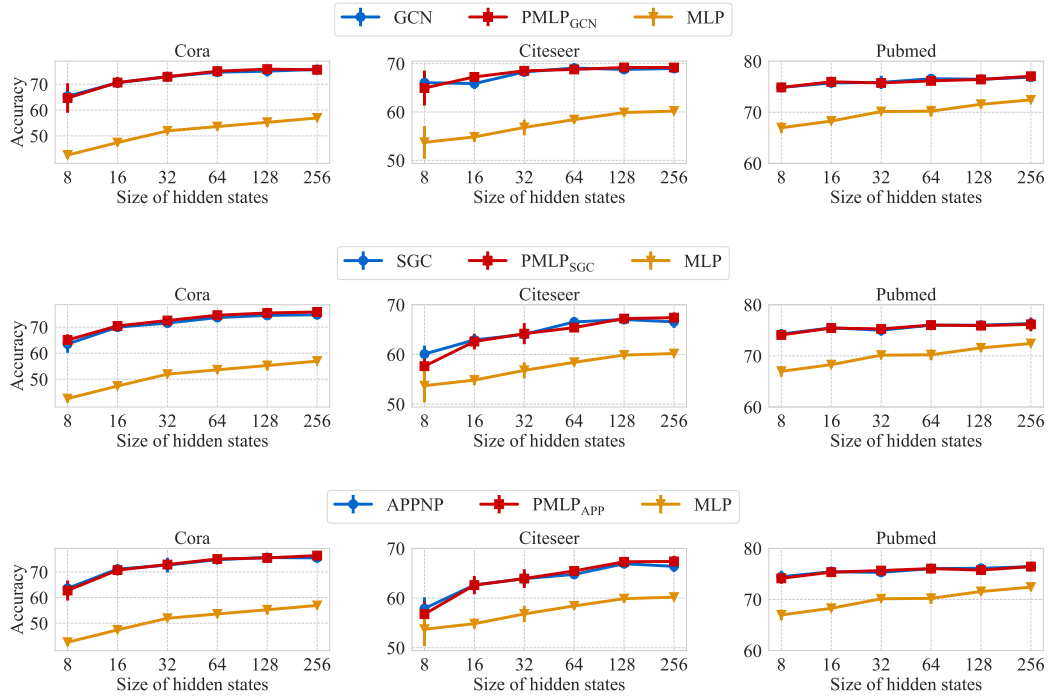 GCN PMLP_GCN MLP
Cora Citeseer Pubmed
Accuracy
70
60
50
70
60
50
80
70
60
8 16 32 64 128 256 8 16 32 64 128 256 8 16 32 64 128 256
Size of hidden states Size of hidden states Size of hidden states
SGC PMLP_SGC MLP
Cora Citeseer Pubmed
Accuracy
70
60
50
70
60
50
80
70
60
8 16 32 64 128 256 8 16 32 64 128 256 8 16 32 64 128 256
Size of hidden states Size of hidden states Size of hidden states
APPNP PMLP_APP MLP
Cora Citeseer Pubmed
Accuracy
70
60
50
70
60
50
80
70
60
8 16 32 64 128 256 8 16 32 64 128 256 8 16 32 64 128 256
Size of hidden states Size of hidden states Size of hidden states